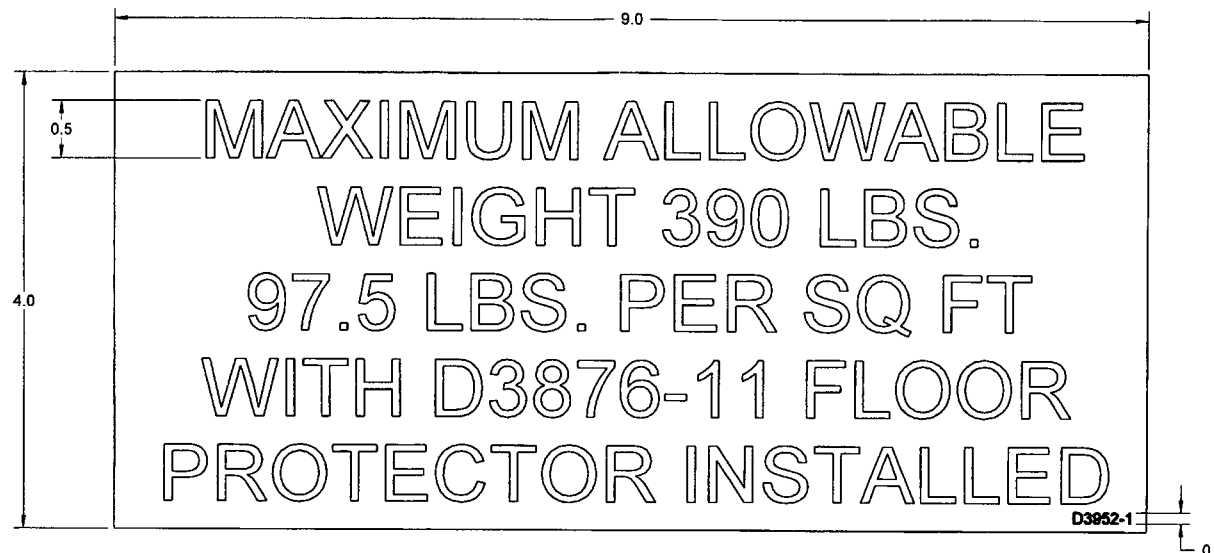 9.0
MAXIMUM ALLOWABLE
0.5
WEIGHT 390 LBS.
4.0
97.5 LBS. PER SQ FT
WITH D3876-11 FLOOR
PROTECTOR INSTALLED
D3952-1